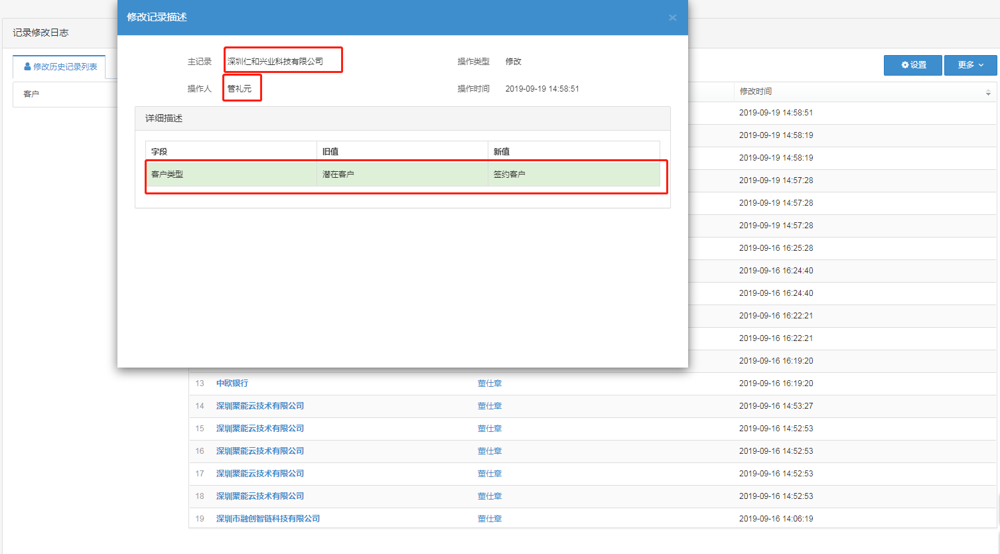 修改记录描述
×
记录修改日志
主记录 深圳仁和兴业科技有限公司 操作类型 修改
操作人 管礼元 操作时间 2019-09-19 14:58:51
详细描述
字段 旧值 新值
客户类型 潜在客户 签约客户
修改历史记录列表
设置 更多
客户
修改时间
2019-09-19 14:58:51
2019-09-19 14:58:19
2019-09-19 14:58:19
2019-09-19 14:57:28
2019-09-19 14:57:28
2019-09-19 14:57:28
2019-09-16 16:25:28
2019-09-16 16:24:40
2019-09-16 16:24:40
2019-09-16 16:22:21
2019-09-16 16:22:21
2019-09-16 16:19:20
13 中欧银行 董仕章 2019-09-16 16:19:20
14 深圳聚能云技术有限公司 董仕章 2019-09-16 14:53:27
15 深圳聚能云技术有限公司 董仕章 2019-09-16 14:52:53
16 深圳聚能云技术有限公司 董仕章 2019-09-16 14:52:53
17 深圳聚能云技术有限公司 董仕章 2019-09-16 14:52:53
18 深圳聚能云技术有限公司 董仕章 2019-09-16 14:52:53
19 深圳市融创智链科技有限公司 董仕章 2019-09-16 14:06:19